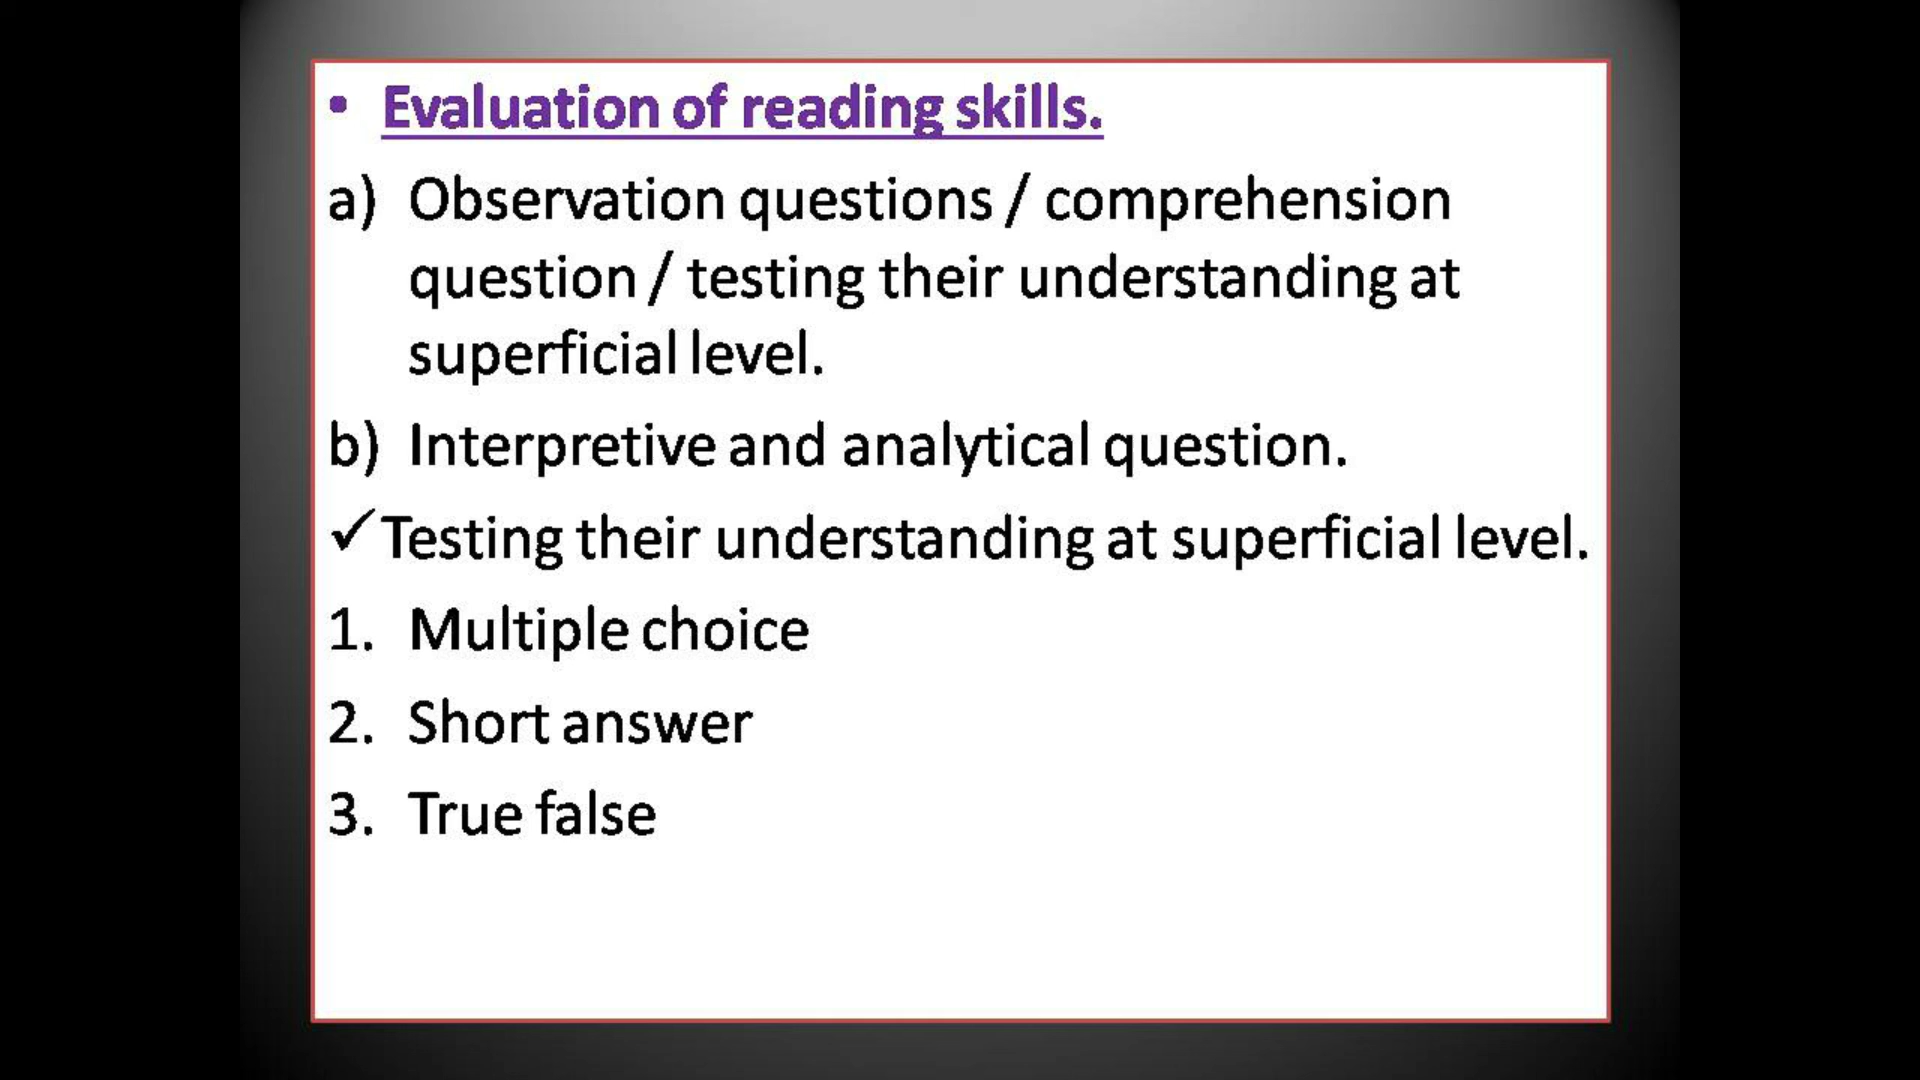 • Evaluation of reading skills.
a) Observation questions / comprehension
question / testing their understanding at
superficial level.
b) Interpretive and analytical question.
✓Testing their understanding at superficial level.
1. Multiple choice
2. Short answer
3. True false